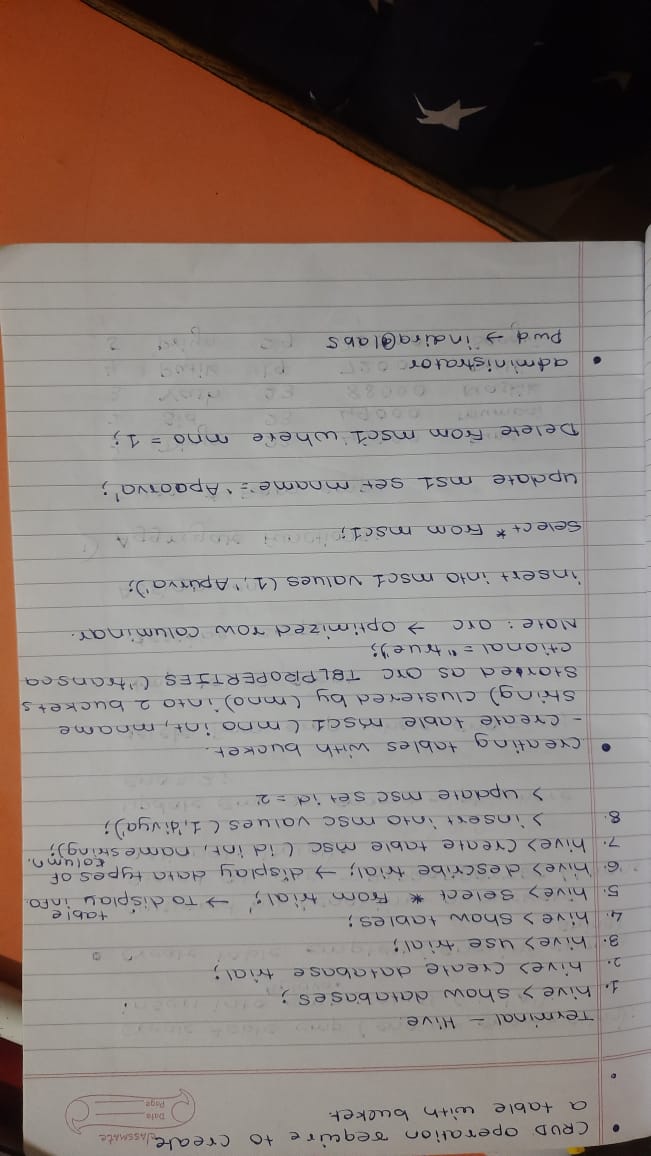 classmate
Date
Page
• CRUD operation require to create
a table with bucket
•
Terminal - Hive.
1. hive > show databases;
2. hive> create database trial;
3. hive> use trial;
4. hive > show tables;
5. hive> select * from trial; → To display table info.
6. hive> describe trial; → display data types of column.
7. hive> create table msc (id int, name string);
8. > insert into msc values (1,'divya');
> update msc set id = 2
• creating tables with bucket.
- create table msc1 (mno int, mname
string) clustered by (mno) into 2 buckets
stored as orc TBLPROPERTIES ('transca
ctional'='true');
Note : orc → optimized row columinar.
insert into msc1 values (1,'Apurva');
select * from msc1;
update ms1 set mname = 'Apaorva';
Delete from msc1 where mno = 1;
• administrator
pwd → indira@labs